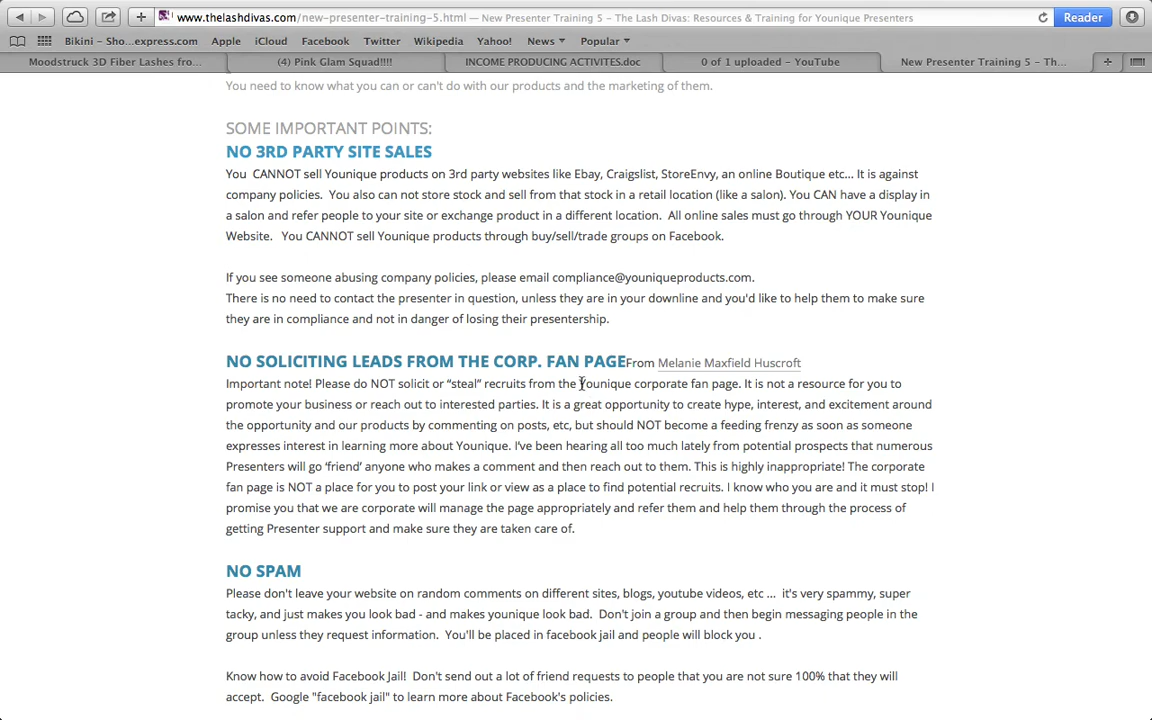 www.thelashdivas.com/new-presenter-training-5.html — New Presenter Training 5 – The Lash Divas: Resources & Training for Younique Presenters
Reader
Bikini – Sho...express.com Apple iCloud Facebook Twitter Wikipedia Yahoo! News Popular
Moodstruck 3D Fiber Lashes fro... (4) Pink Glam Squad!!!! INCOME PRODUCING ACTIVITES.doc 0 of 1 uploaded – YouTube New Presenter Training 5 – Th...
You need to know what you can or can't do with our products and the marketing of them.
SOME IMPORTANT POINTS:
NO 3RD PARTY SITE SALES
You CANNOT sell Younique products on 3rd party websites like Ebay, Craigslist, StoreEnvy, an online Boutique etc... It is against
company policies. You also can not store stock and sell from that stock in a retail location (like a salon). You CAN have a display in
a salon and refer people to your site or exchange product in a different location. All online sales must go through YOUR Younique
Website. You CANNOT sell Younique products through buy/sell/trade groups on Facebook.
If you see someone abusing company policies, please email compliance@youniqueproducts.com.
There is no need to contact the presenter in question, unless they are in your downline and you'd like to help them to make sure
they are in compliance and not in danger of losing their presentership.
NO SOLICITING LEADS FROM THE CORP. FAN PAGEFrom Melanie Maxfield Huscroft
Important note! Please do NOT solicit or “steal” recruits from the Younique corporate fan page. It is not a resource for you to
promote your business or reach out to interested parties. It is a great opportunity to create hype, interest, and excitement around
the opportunity and our products by commenting on posts, etc, but should NOT become a feeding frenzy as soon as someone
expresses interest in learning more about Younique. I’ve been hearing all too much lately from potential prospects that numerous
Presenters will go ‘friend’ anyone who makes a comment and then reach out to them. This is highly inappropriate! The corporate
fan page is NOT a place for you to post your link or view as a place to find potential recruits. I know who you are and it must stop! I
promise you that we are corporate will manage the page appropriately and refer them and help them through the process of
getting Presenter support and make sure they are taken care of.
NO SPAM
Please don't leave your website on random comments on different sites, blogs, youtube videos, etc ... it's very spammy, super
tacky, and just makes you look bad - and makes younique look bad. Don't join a group and then begin messaging people in the
group unless they request information. You'll be placed in facebook jail and people will block you .
Know how to avoid Facebook Jail! Don't send out a lot of friend requests to people that you are not sure 100% that they will
accept. Google "facebook jail" to learn more about Facebook's policies.